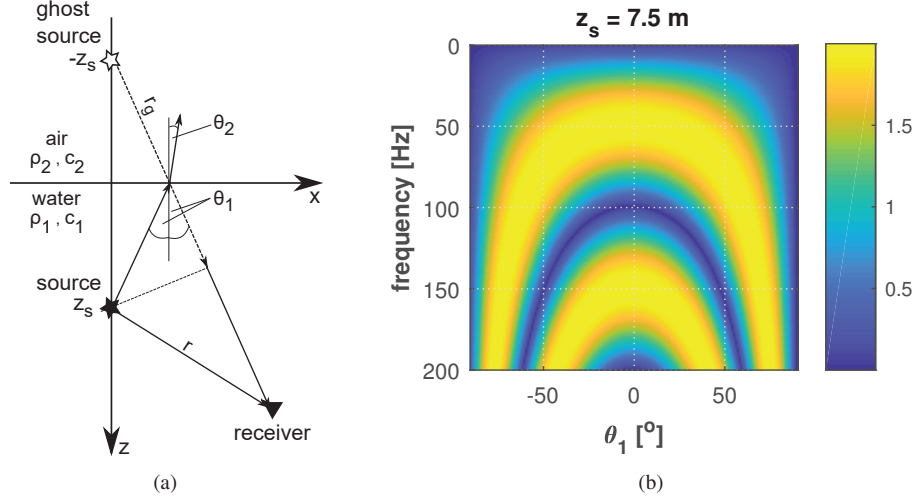 ghost
source
-z_s
r_g
θ_2
air
ρ_2 , c_2
water
ρ_1 , c_1
x
θ_1
source
z_s
r
receiver
z
(a)
z_s = 7.5 m
0
50
100
150
200
frequency [Hz]
-50 0 50
θ_1 [°]
1.5
1
0.5
(b)